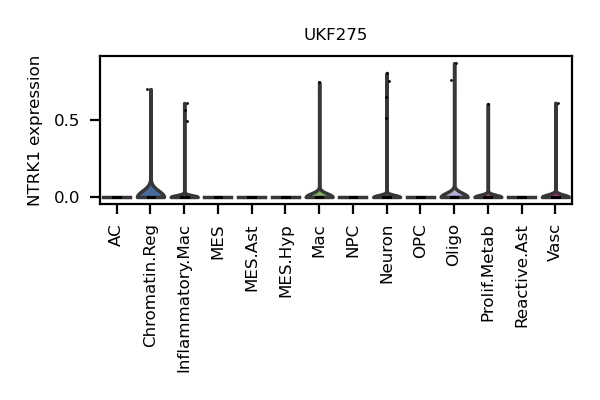 UKF275
NTRK1 expression
0.5
0.0
AC
Chromatin.Reg
Inflammatory.Mac
MES
MES.Ast
MES.Hyp
Mac
NPC
Neuron
OPC
Oligo
Prolif.Metab
Reactive.Ast
Vasc